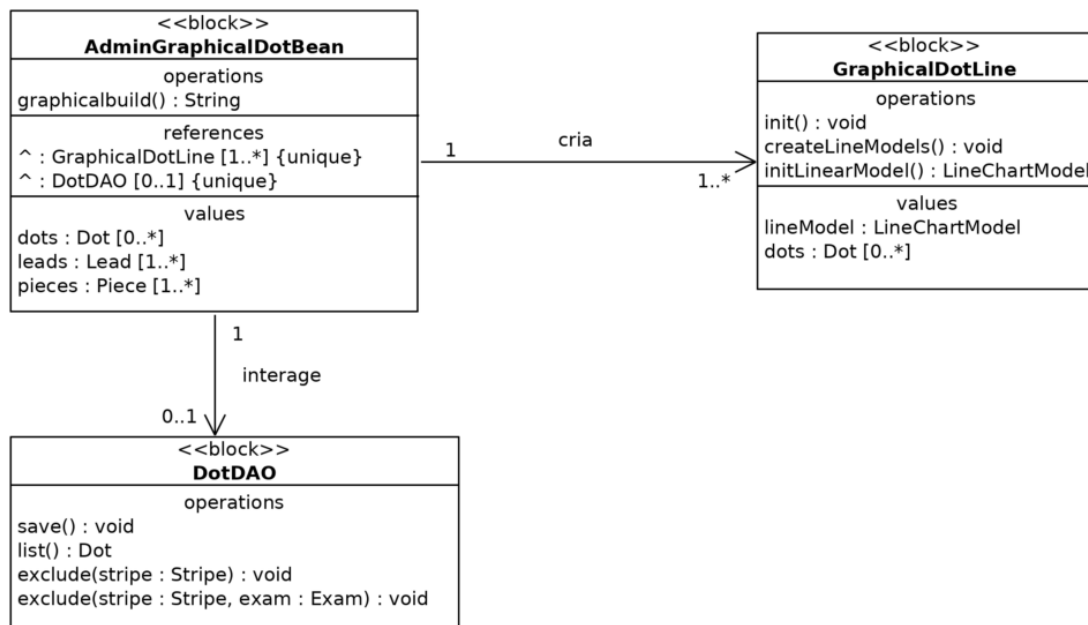 <<block>>
AdminGraphicalDotBean
operations
graphicalbuild() : String
references
^ : GraphicalDotLine [1..*] {unique}
^ : DotDAO [0..1] {unique}
values
dots : Dot [0..*]
leads : Lead [1..*]
pieces : Piece [1..*]
1
cria
1..*
<<block>>
GraphicalDotLine
operations
init() : void
createLineModels() : void
initLinearModel() : LineChartModel
values
lineModel : LineChartModel
dots : Dot [0..*]
1
interage
0..1
<<block>>
DotDAO
operations
save() : void
list() : Dot
exclude(stripe : Stripe) : void
exclude(stripe : Stripe, exam : Exam) : void